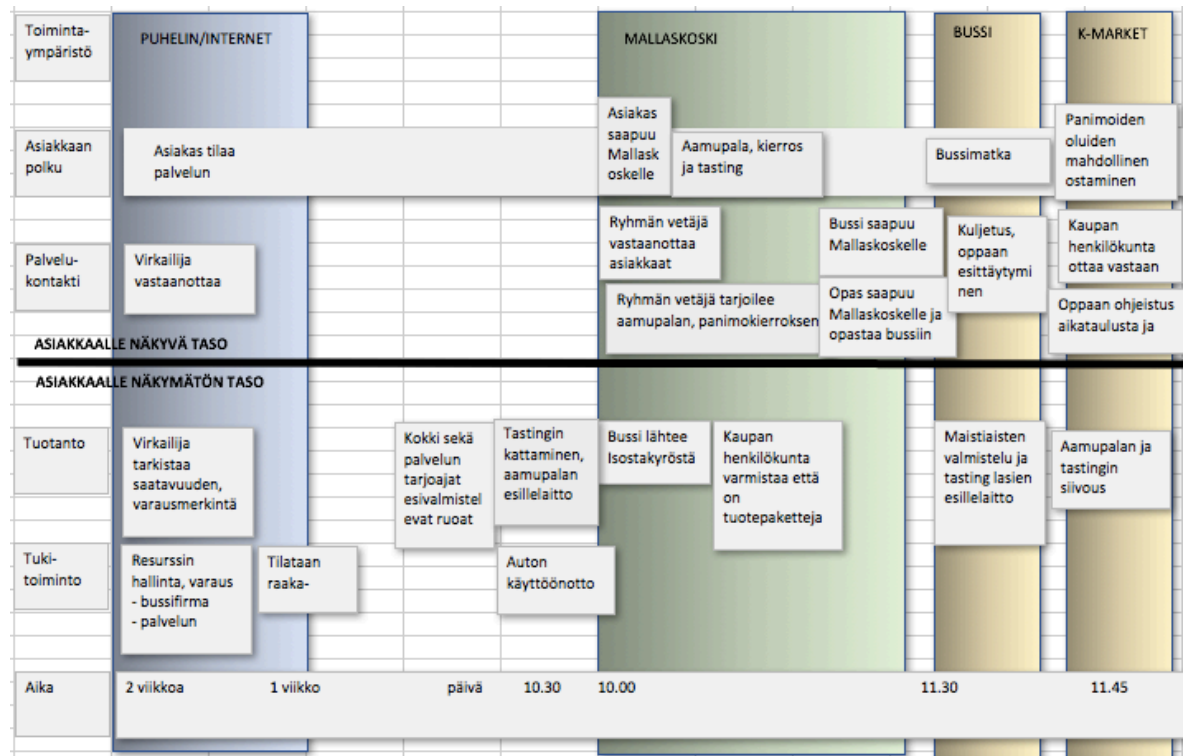 Toiminta-
ympäristö
PUHELIN/INTERNET
MALLASKOSKI
BUSSI
K-MARKET
Asiakkaan
polku
Asiakas tilaa
palvelun
Asiakas
saapuu
Mallask
oskelle
Aamupala, kierros
ja tasting
Bussimatka
Panimoiden
oluiden
mahdollinen
ostaminen
Palvelu-
kontakti
Virkailija
vastaanottaa
Ryhmän vetäjä
vastaanottaa
asiakkaat
Ryhmän vetäjä tarjoilee
aamupalan, panimokierroksen
Bussi saapuu
Mallaskoskelle
Opas saapuu
Mallaskoskelle ja
opastaa bussiin
Kuljetus,
oppaan
esittäytymi
nen
Kaupan
henkilökunta
ottaa vastaan
Oppaan ohjeistus
aikataulusta ja
ASIAKKAALLE NÄKYVÄ TASO
ASIAKKAALLE NÄKYMÄTÖN TASO
Tuotanto
Virkailija
tarkistaa
saatavuuden,
varausmerkintä
Kokki sekä
palvelun
tarjoajat
esivalmistel
evat ruoat
Tastingin
kattaminen,
aamupalan
esillelaitto
Bussi lähtee
Isostakyröstä
Kaupan
henkilökunta
varmistaa että
on
tuotepaketteja
Maistiaisten
valmistelu ja
tasting lasien
esillelaitto
Aamupalan ja
tastingin
siivous
Tuki-
toiminto
Resurssin
hallinta, varaus
- bussifirma
- palvelun
Tilataan
raaka-
Auton
käyttöönotto
Aika
2 viikkoa
1 viikko
päivä
10.30
10.00
11.30
11.45